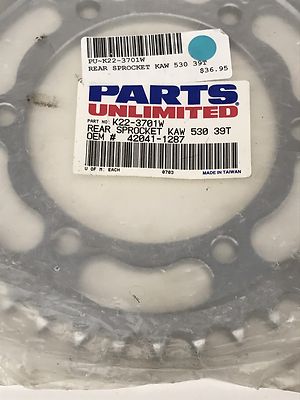 PU~K22-3701W
REAR SPROCKET KAW 530 39T
$36.95
PARTS
UNLIMITED®
PART NO: K22-3701W
REAR SPROCKET KAW 530 39T
OEM # 42041-1287
U OF M: EACH 0703 MADE IN TAIWAN